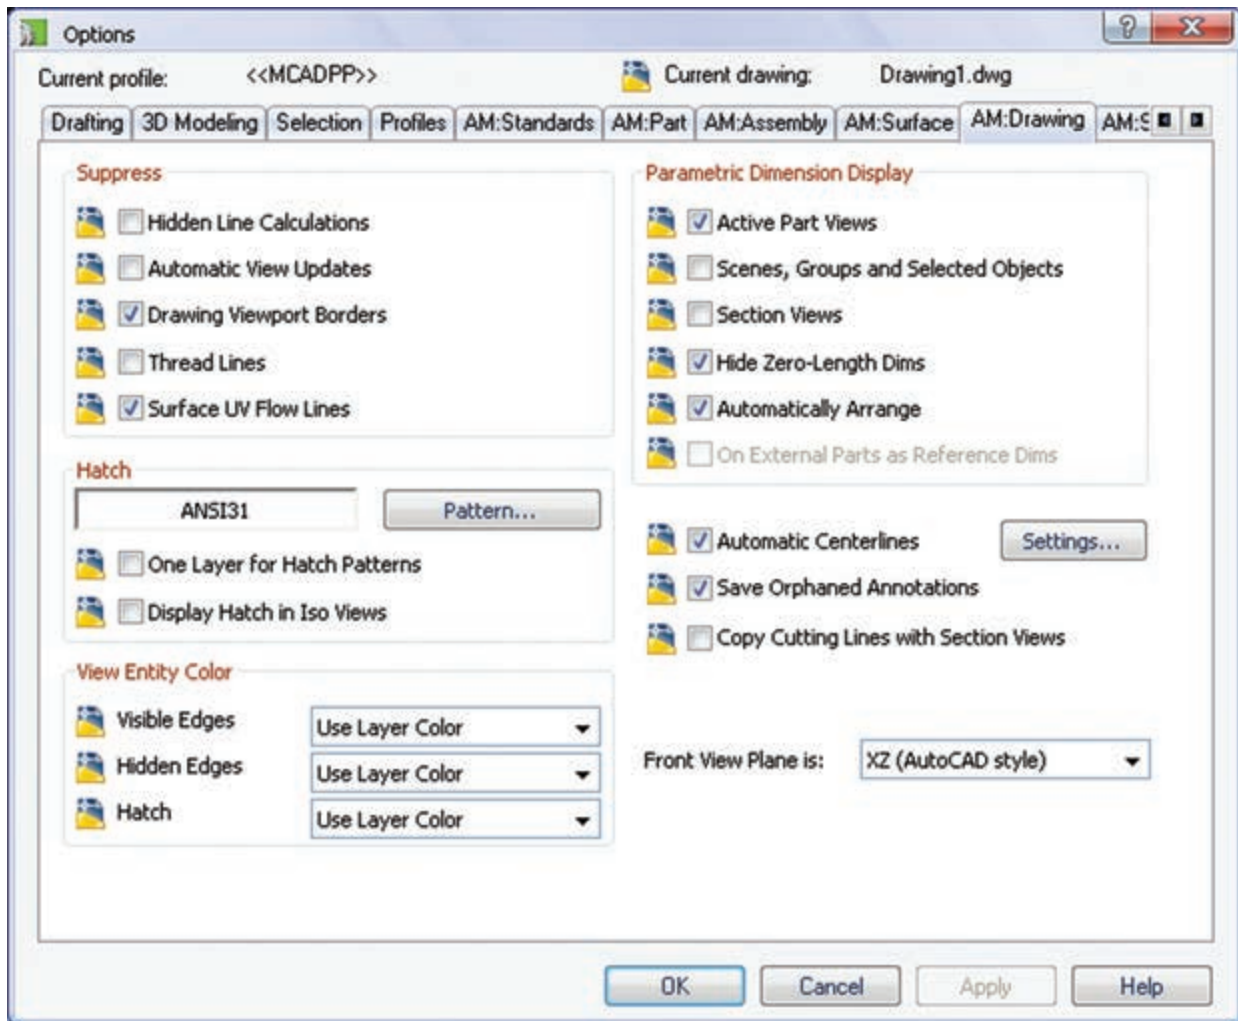 Options
Current profile: <<MCADPP>> Current drawing: Drawing1.dwg
Drafting 3D Modeling Selection Profiles AM:Standards AM:Part AM:Assembly AM:Surface AM:Drawing AM:S
Suppress
Hidden Line Calculations
Automatic View Updates
Drawing Viewport Borders
Thread Lines
Surface UV Flow Lines
Hatch
ANSI31 Pattern...
One Layer for Hatch Patterns
Display Hatch in Iso Views
View Entity Color
Visible Edges Use Layer Color
Hidden Edges Use Layer Color
Hatch Use Layer Color
Parametric Dimension Display
Active Part Views
Scenes, Groups and Selected Objects
Section Views
Hide Zero-Length Dims
Automatically Arrange
On External Parts as Reference Dims
Automatic Centerlines Settings...
Save Orphaned Annotations
Copy Cutting Lines with Section Views
Front View Plane is: XZ (AutoCAD style)
OK Cancel Apply Help